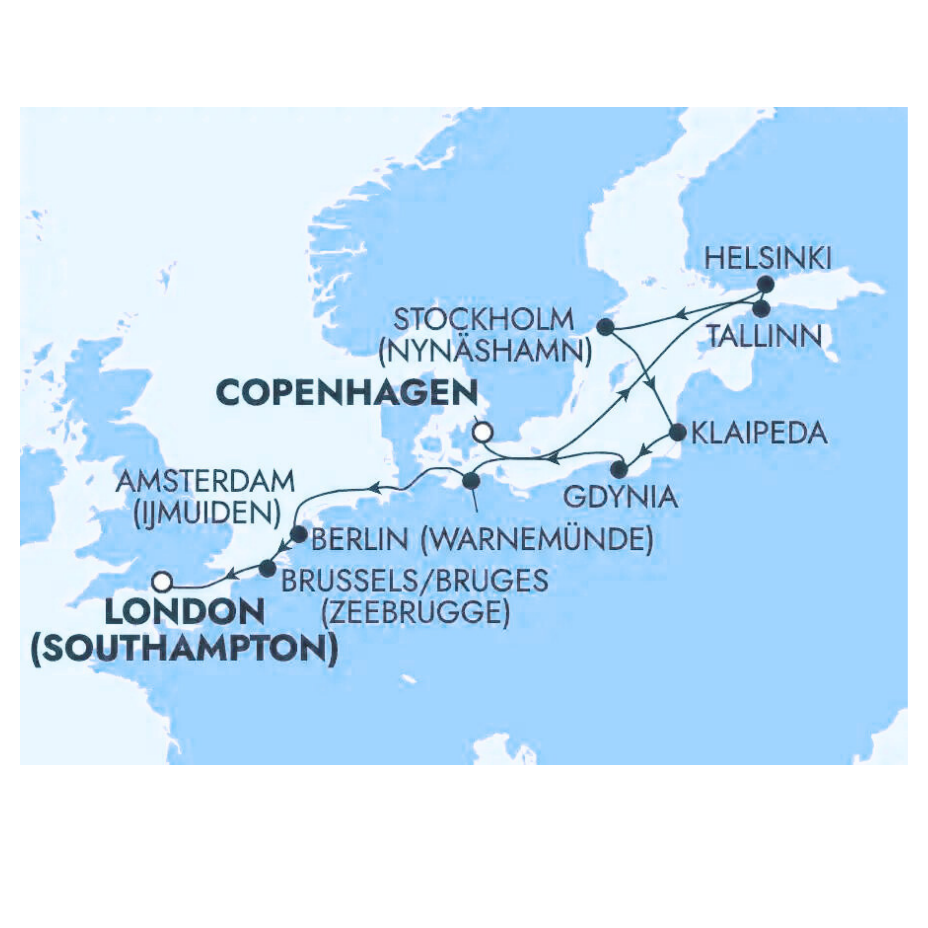 HELSINKI
STOCKHOLM
(NYNÄSHAMN)
TALLINN
COPENHAGEN
KLAIPEDA
AMSTERDAM
(IJMUIDEN)
GDYNIA
BERLIN (WARNEMÜNDE)
BRUSSELS/BRUGES
(ZEEBRUGGE)
LONDON
(SOUTHAMPTON)